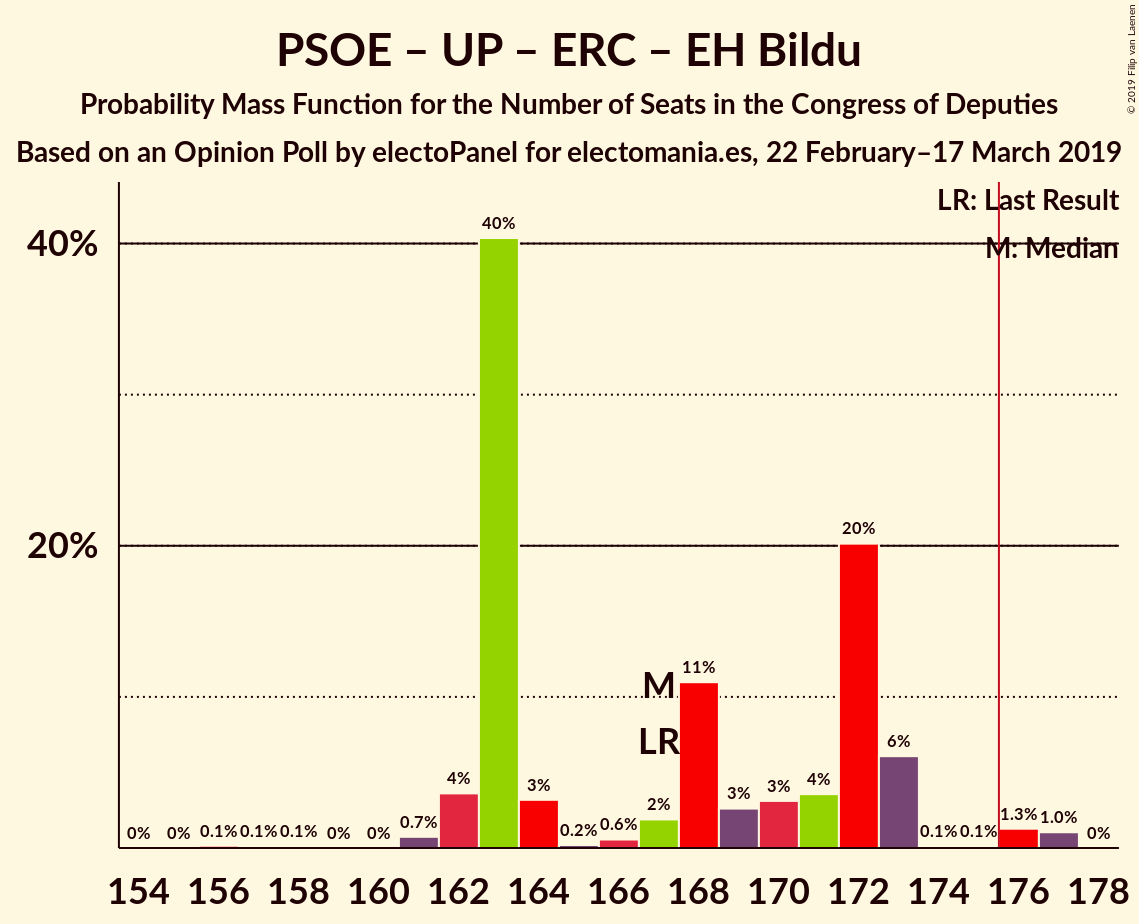 © 2019 Filip van Laenen
PSOE – UP – ERC – EH Bildu
Probability Mass Function for the Number of Seats in the Congress of Deputies
Based on an Opinion Poll by electoPanel for electomania.es, 22 February–17 March 2019
LR: Last Result
M: Median
40%
20%
0% 0% 0.1% 0.1% 0.1% 0% 0% 0.7% 4% 40% 3% 0.2% 0.6% 2% 11% 3% 3% 4% 20% 6% 0.1% 0.1% 1.3% 1.0% 0%
M
LR
154 156 158 160 162 164 166 168 170 172 174 176 178